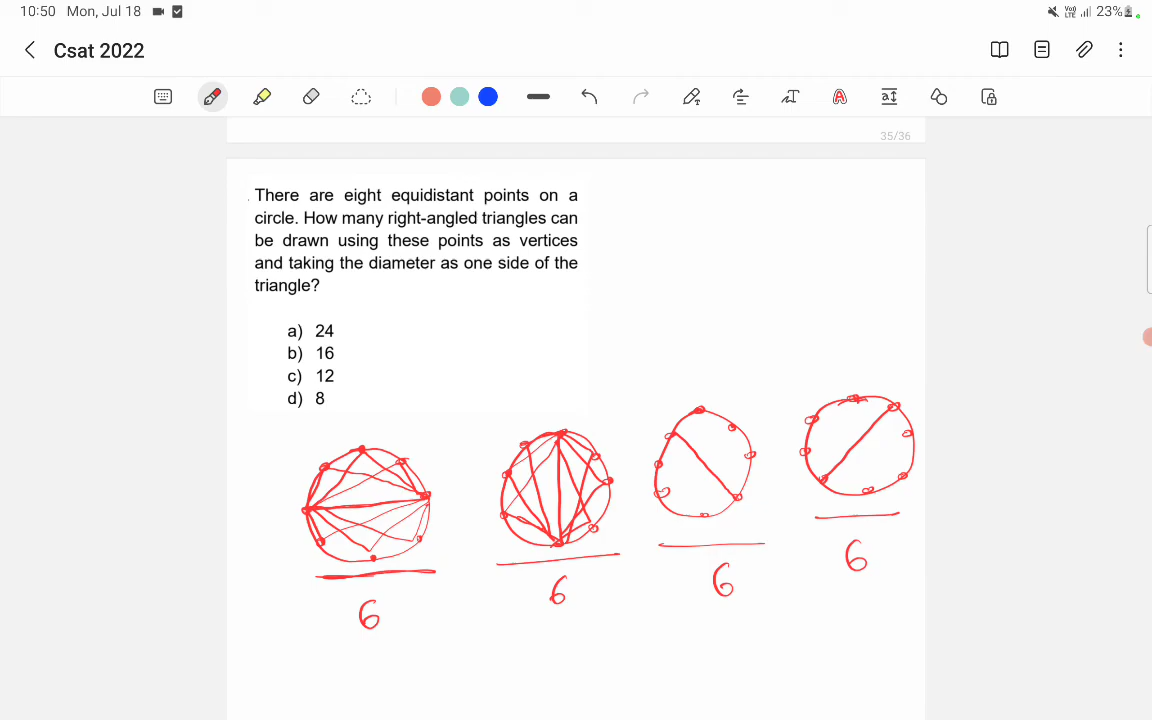 10:50 Mon, Jul 18
Vo) LTE 23%
Csat 2022
35/36
There are eight equidistant points on a
circle. How many right-angled triangles can
be drawn using these points as vertices
and taking the diameter as one side of the
triangle?
a) 24
b) 16
c) 12
d) 8
6 6 6 6